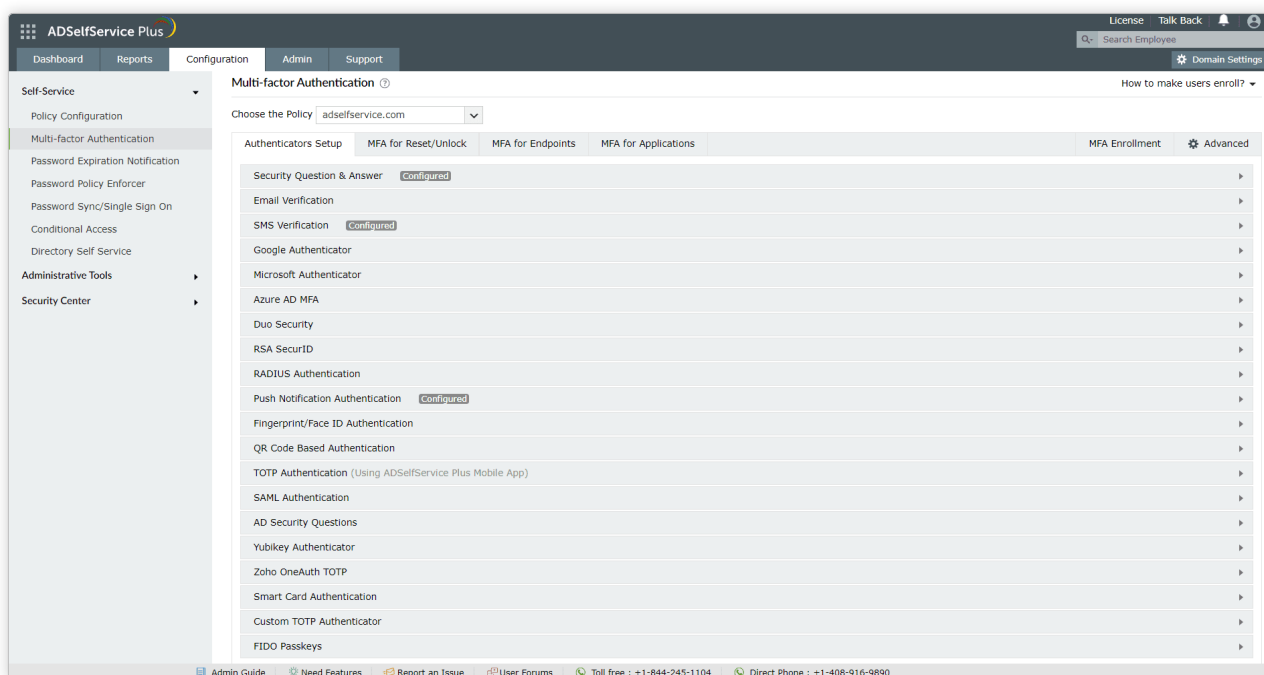 License Talk Back
ADSelfService Plus
Search Employee
Dashboard Reports Configuration Admin Support
Domain Settings
Self-Service
Policy Configuration
Multi-factor Authentication
Password Expiration Notification
Password Policy Enforcer
Password Sync/Single Sign On
Conditional Access
Directory Self Service
Administrative Tools
Security Center
Multi-factor Authentication ?
How to make users enroll?
Choose the Policy adselfservice.com
Authenticators Setup MFA for Reset/Unlock MFA for Endpoints MFA for Applications MFA Enrollment Advanced
Security Question & Answer Configured
Email Verification
SMS Verification Configured
Google Authenticator
Microsoft Authenticator
Azure AD MFA
Duo Security
RSA SecurID
RADIUS Authentication
Push Notification Authentication Configured
Fingerprint/Face ID Authentication
QR Code Based Authentication
TOTP Authentication (Using ADSelfService Plus Mobile App)
SAML Authentication
AD Security Questions
Yubikey Authenticator
Zoho OneAuth TOTP
Smart Card Authentication
Custom TOTP Authenticator
FIDO Passkeys
Admin Guide Need Features Report an Issue User Forums Toll free : +1-844-245-1104 Direct Phone : +1-408-916-9890